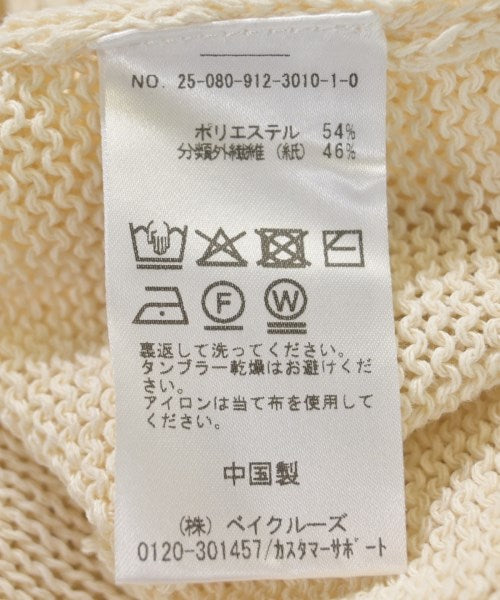 NO. 25-080-912-3010-1-0
ポリエステル 54%
分類外繊維（紙） 46%
F W
裏返して洗ってください。
タンブラー乾燥はお避けくだ
さい。
アイロンは当て布を使用して
ください。
中国製
（株）ベイクルーズ
0120-301457/ｶｽﾀﾏｰｻﾎﾟｰﾄ